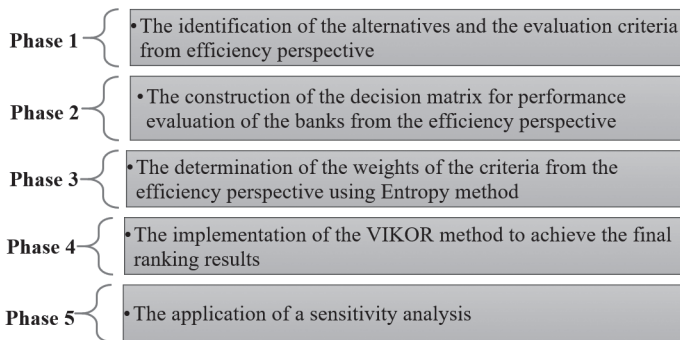 Phase 1
• The identification of the alternatives and the evaluation criteria
from efficiency perspective
Phase 2
• The construction of the decision matrix for performance
evaluation of the banks from the efficiency perspective
Phase 3
• The determination of the weights of the criteria from the
efficiency perspective using Entropy method
Phase 4
• The implementation of the VIKOR method to achieve the final
ranking results
Phase 5
• The application of a sensitivity analysis